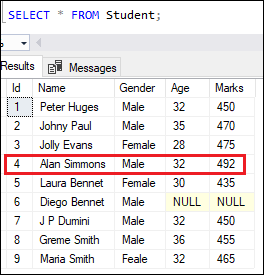 SELECT * FROM Student;
Results Messages
Id Name Gender Age Marks
1 Peter Huges Male 32 450
2 Johny Paul Male 35 470
3 Jolly Evans Female 28 475
4 Alan Simmons Male 32 492
5 Laura Bennet Female 30 435
6 Diego Bennet Male NULL NULL
7 J P Dumini Male 32 450
8 Greme Smith Male 36 455
9 Maria Smith Feale 32 465